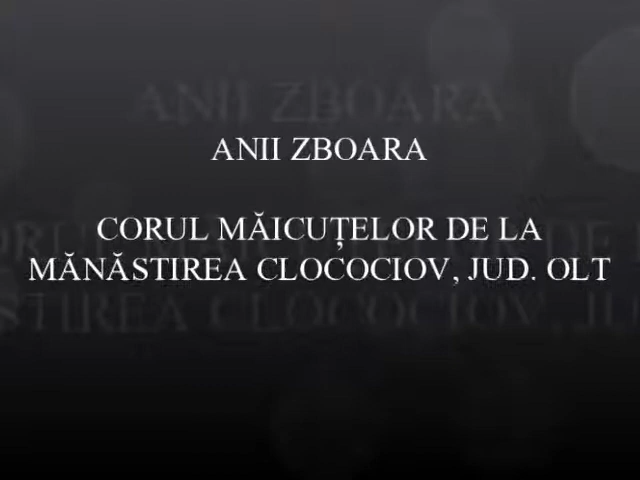 ANII ZBOARA
CORUL MĂICUȚELOR DE LA
MĂNĂSTIREA CLOCOCIOV, JUD. OLT